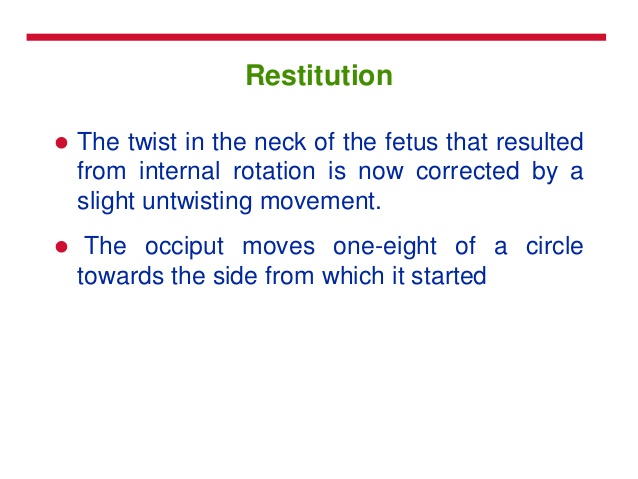 Restitution
The twist in the neck of the fetus that resulted
from internal rotation is now corrected by a
slight untwisting movement.
The occiput moves one-eight of a circle
towards the side from which it started